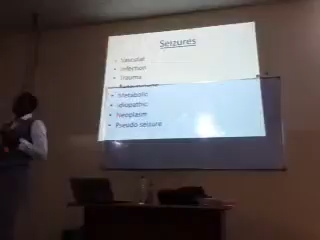 Seizures
• Vascular
• Infection
• Trauma
• Metabolic
• Idiopathic
• Neoplasm
• Pseudo seizure